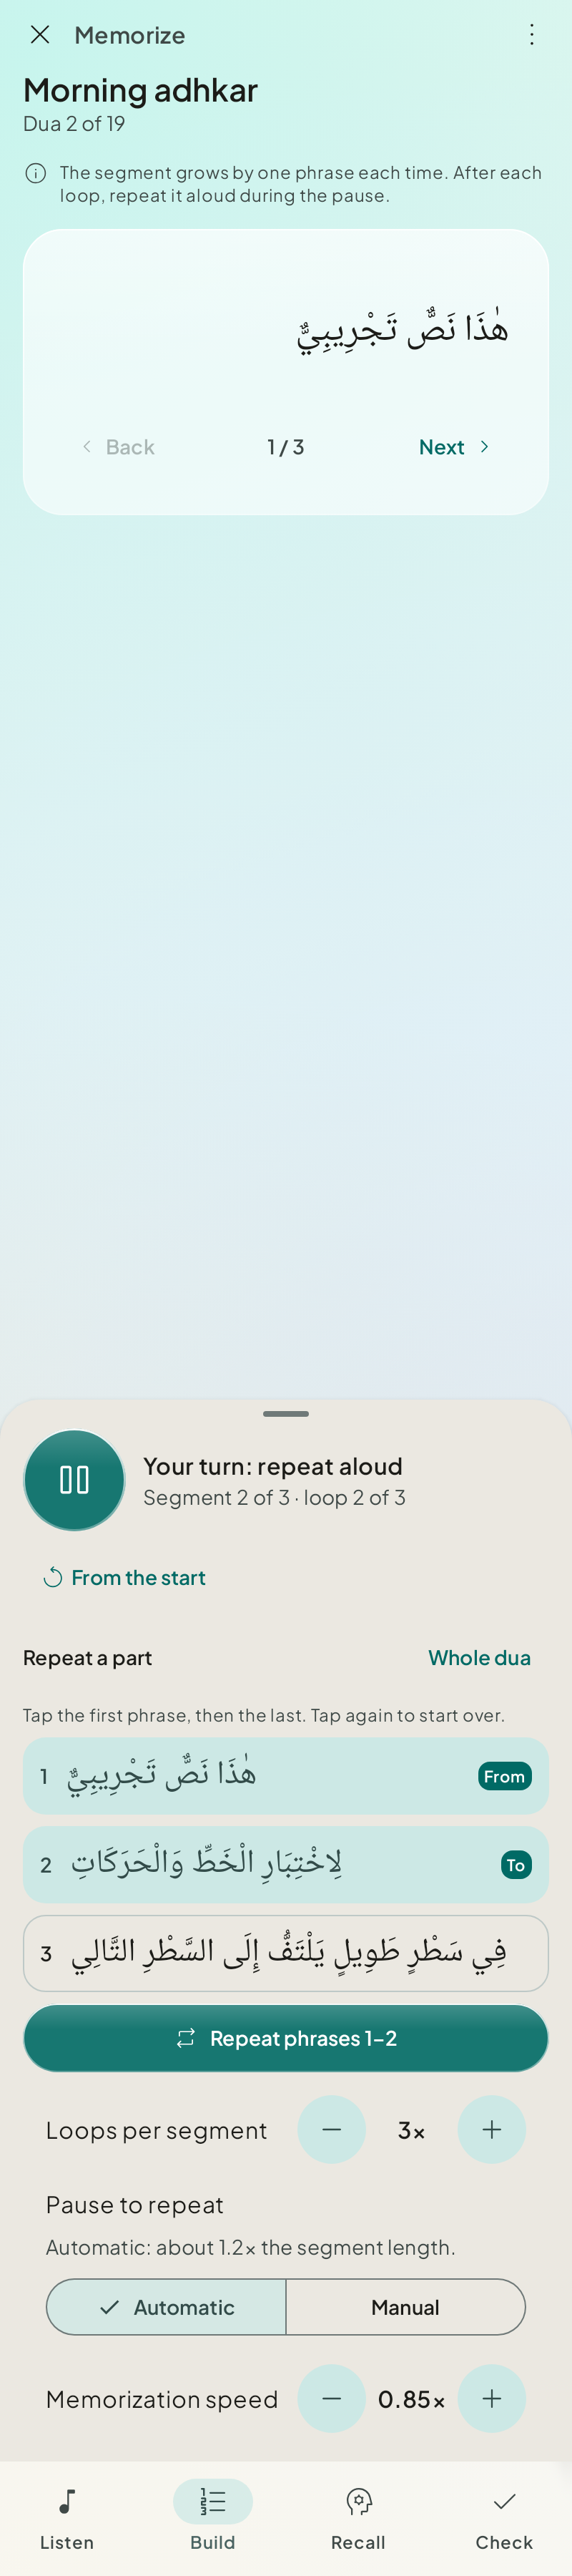 Memorize
Morning adhkar
Dua 2 of 19
The segment grows by one phrase each time. After each
loop, repeat it aloud during the pause.
هٰذَا نَصٌّ تَجْرِيبِيٌّ
Back
1 / 3
Next
Your turn: repeat aloud
Segment 2 of 3 · loop 2 of 3
From the start
Repeat a part
Whole dua
Tap the first phrase, then the last. Tap again to start over.
1 هٰذَا نَصٌّ تَجْرِيبِيٌّ From
2 لِاخْتِبَارِ الْخَطِّ وَالْحَرَكَاتِ To
3 فِي سَطْرٍ طَوِيلٍ يَلْتَفُّ إِلَى السَّطْرِ التَّالِي
Repeat phrases 1–2
Loops per segment
3×
Pause to repeat
Automatic: about 1.2× the segment length.
Automatic
Manual
Memorization speed
0.85×
Listen
Build
Recall
Check